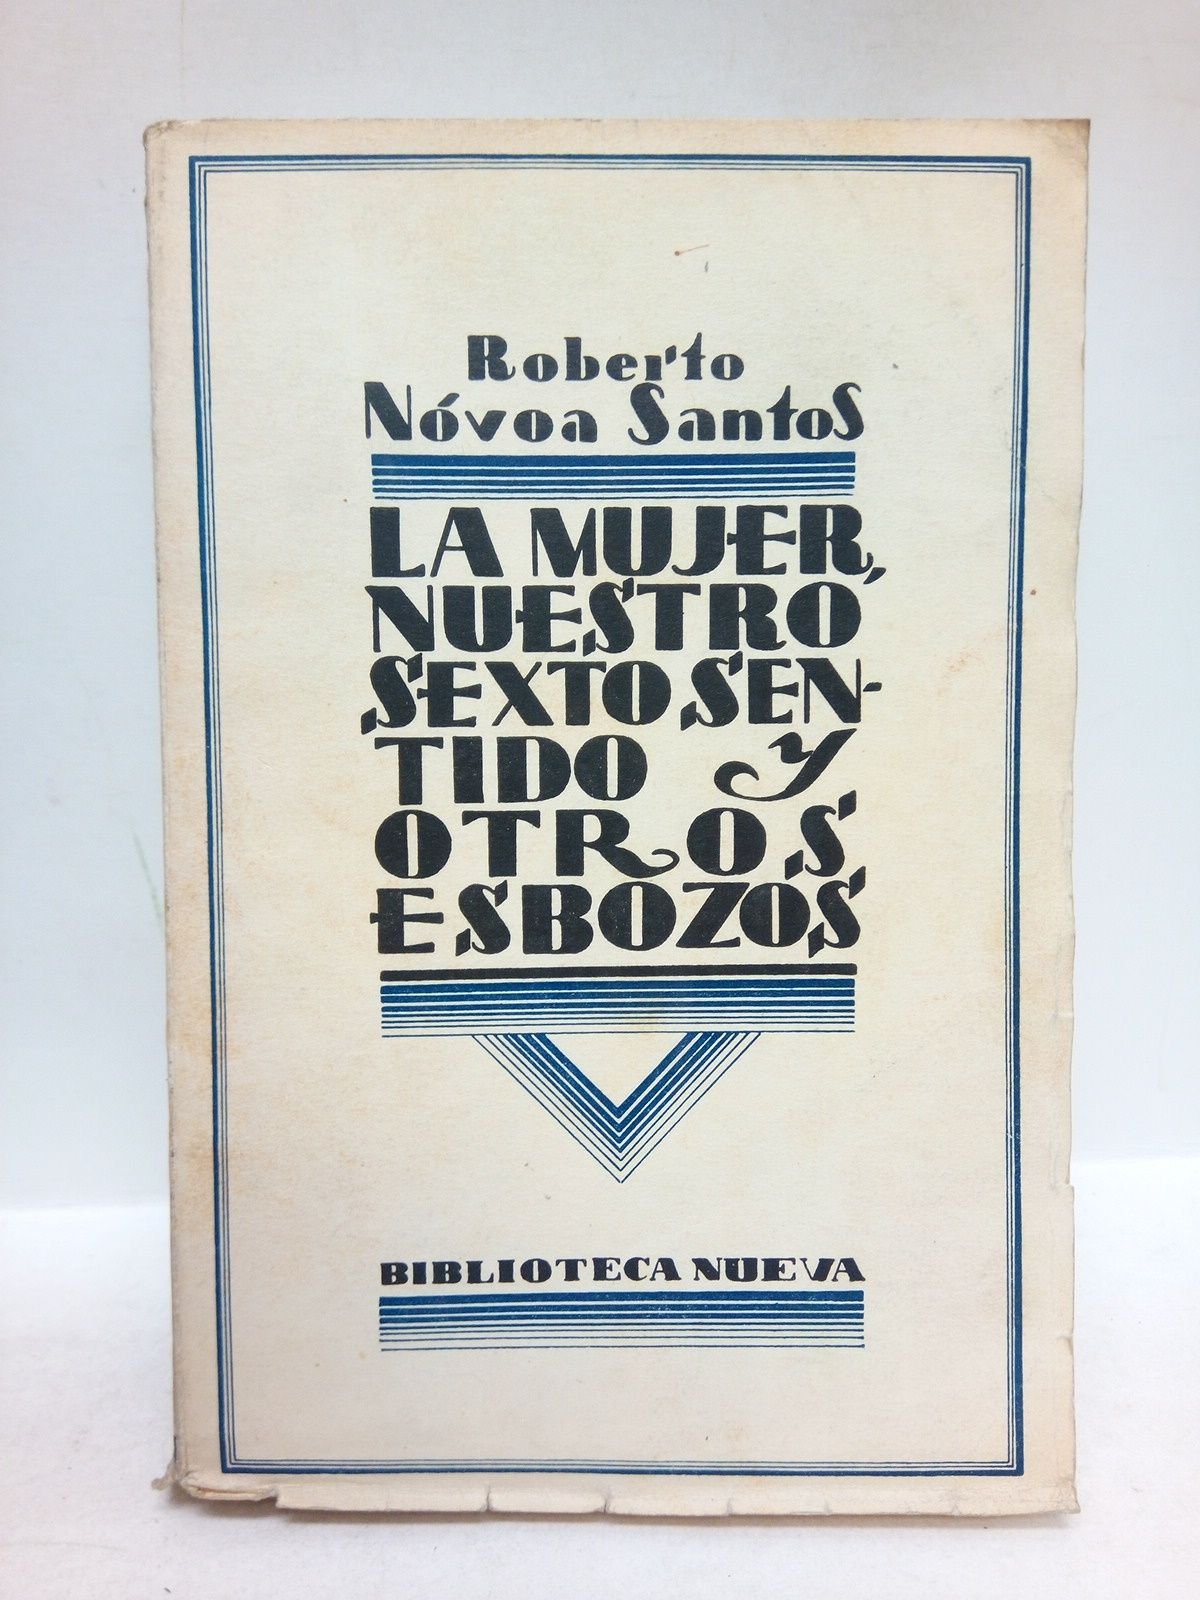 Roberto
Nóvoa Santos
LA MUJER,
NUESTRO
SEXTO SEN-
TIDO y
OTROS
ESBOZOS
BIBLIOTECA NUEVA